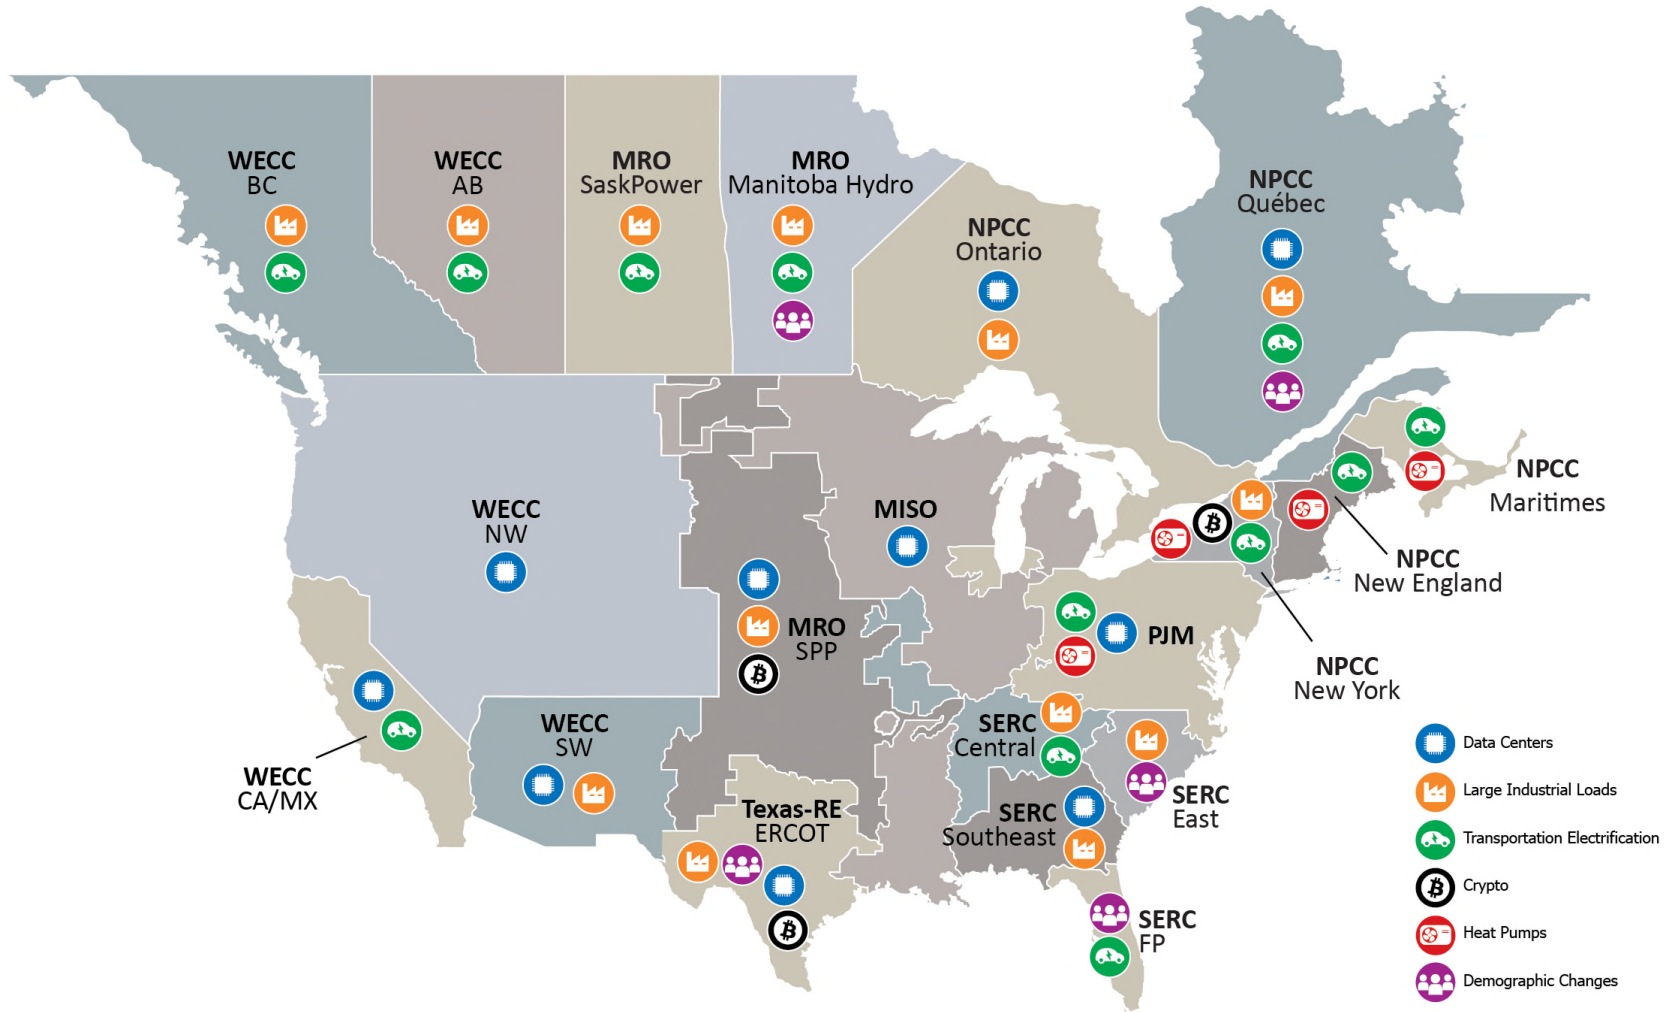 WECC
BC
WECC
AB
MRO
SaskPower
MRO
Manitoba Hydro
NPCC
Ontario
NPCC
Québec
NPCC
Maritimes
WECC
NW
MISO
NPCC
New England
MRO
SPP
PJM
NPCC
New York
WECC
CA/MX
WECC
SW
SERC
Central
Texas-RE
ERCOT
SERC
Southeast
SERC
East
SERC
FP
Data Centers
Large Industrial Loads
Transportation Electrification
Crypto
Heat Pumps
Demographic Changes